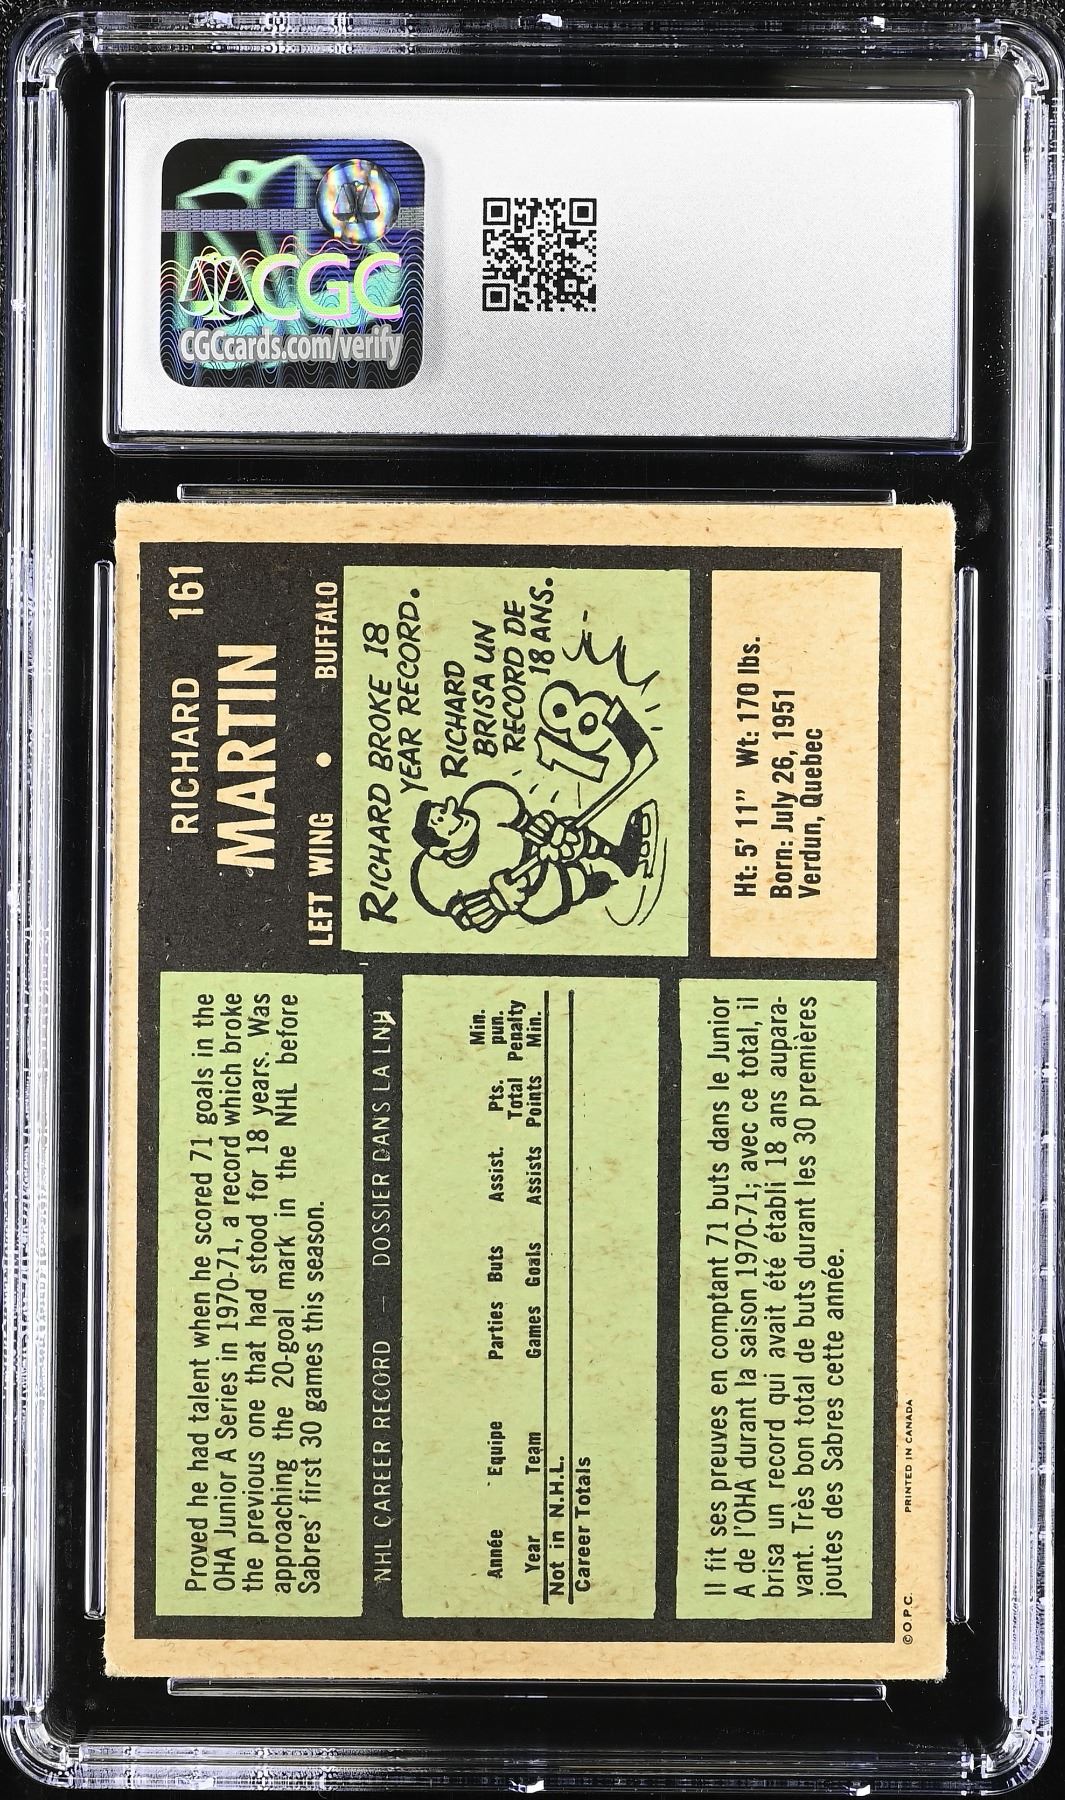 CGC
CGCcards.com/verify
RICHARD 161
MARTIN
LEFT WING • BUFFALO
RICHARD BROKE 18
YEAR RECORD.
RICHARD
BRISA UN
RECORD DE
18 ANS.
18
Ht: 5' 11" Wt: 170 lbs.
Born: July 26, 1951
Verdun, Quebec
Proved he had talent when he scored 71 goals in the
OHA Junior A Series in 1970-71, a record which broke
the previous one that had stood for 18 years. Was
approaching the 20-goal mark in the NHL before
Sabres' first 30 games this season.
NHL CAREER RECORD — DOSSIER DANS LA LNH
Min.
Pts. pun.
Année Equipe Parties Buts Assist. Total Penalty
Year Team Games Goals Assists Points Min.
Not in N.H.L.
Career Totals
Il fit ses preuves en comptant 71 buts dans le Junior
A de l'OHA durant la saison 1970-71; avec ce total, il
brisa un record qui avait été établi 18 ans aupara-
vant. Très bon total de buts durant les 30 premières
joutes des Sabres cette année.
©O.P.C. PRINTED IN CANADA